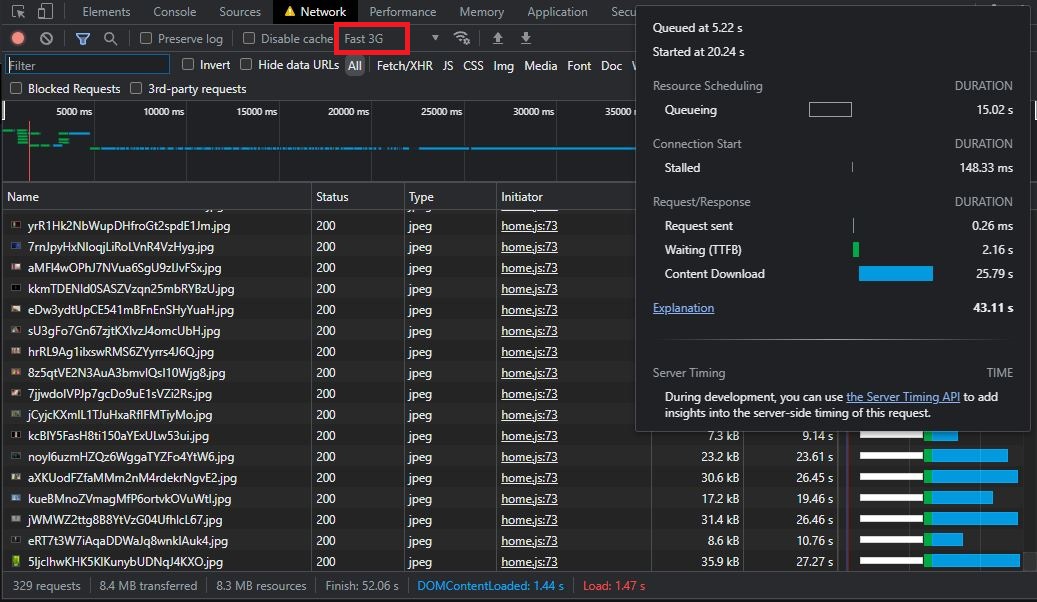 Elements Console Sources Network Performance Memory Application Secu
Preserve log Disable cache Fast 3G
Filter Invert Hide data URLs All Fetch/XHR JS CSS Img Media Font Doc
Blocked Requests 3rd-party requests
5000 ms 10000 ms 15000 ms 20000 ms 25000 ms 30000 ms
Name Status Type Initiator
yrR1Hk2NbWupDHfroGt2spdE1Jm.jpg 200 jpeg home.js:73
7rnJpyHxNIoqjLiRoLVnR4VzHyg.jpg 200 jpeg home.js:73
aMFl4wOPhJ7NVua6SgU9zIJvFSx.jpg 200 jpeg home.js:73
kkmTDENld0SASZVzqn25mbRYBzU.jpg 200 jpeg home.js:73
eDw3ydtUpCE541mBFnEnSHyYuaH.jpg 200 jpeg home.js:73
sU3gFo7Gn67zjtKXlvzJ4omcUbH.jpg 200 jpeg home.js:73
hrRL9Ag1iIxswRMS6ZYyrrs4J6Q.jpg 200 jpeg home.js:73
8z5qtVE2N3AuA3bmvlQsI10Wjg8.jpg 200 jpeg home.js:73
7jjwdoIVPJp7gcDo9uE1sVZi2Rs.jpg 200 jpeg home.js:73
jCyjcKXmIL1TJuHxaRfIFMTiyMo.jpg 200 jpeg home.js:73
kcBIY5FasH8ti150aYExULw53ui.jpg 200 jpeg home.js:73 7.3 kB 9.14 s
noyl6uzmHZQz6WggaTYZFo4YtW6.jpg 200 jpeg home.js:73 23.2 kB 23.61 s
aXKUodFZfaMMm2nM4rdekrNgvE2.jpg 200 jpeg home.js:73 30.6 kB 26.45 s
kueBMnoZVmagMfP6ortvkOVuWtI.jpg 200 jpeg home.js:73 17.2 kB 19.46 s
jWMWZ2ttg8B8YtVzG04UfhlcL67.jpg 200 jpeg home.js:73 31.4 kB 26.46 s
eRT7t3W7iAqaDDWaJq8wnklAuk4.jpg 200 jpeg home.js:73 8.6 kB 10.76 s
5ljcIhwKHK5KlKunybUDNqJ4KXO.jpg 200 jpeg home.js:73 35.9 kB 27.27 s
329 requests 8.4 MB transferred 8.3 MB resources Finish: 52.06 s DOMContentLoaded: 1.44 s Load: 1.47 s
Queued at 5.22 s
Started at 20.24 s
Resource Scheduling DURATION
Queueing 15.02 s
Connection Start DURATION
Stalled 148.33 ms
Request/Response DURATION
Request sent 0.26 ms
Waiting (TTFB) 2.16 s
Content Download 25.79 s
Explanation 43.11 s
Server Timing TIME
During development, you can use the Server Timing API to add
insights into the server-side timing of this request.